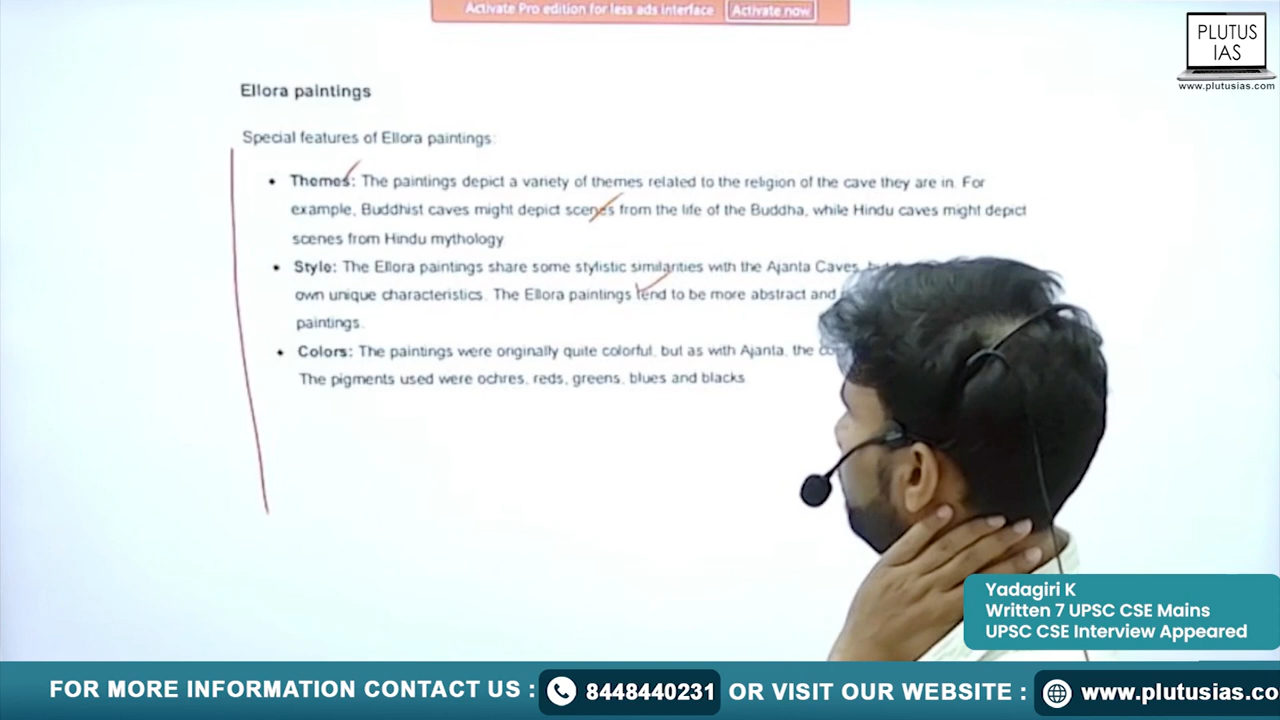 Activate Pro edition for less ads interface Activate now
PLUTUS
IAS
www.plutusias.com
Ellora paintings
Special features of Ellora paintings:
• Themes: The paintings depict a variety of themes related to the religion of the cave they are in. For
example, Buddhist caves might depict scenes from the life of the Buddha, while Hindu caves might depict
scenes from Hindu mythology
• Style: The Ellora paintings share some stylistic similarities with the Ajanta Caves,
own unique characteristics. The Ellora paintings tend to be more abstract and
paintings.
• Colors: The paintings were originally quite colorful, but as with Ajanta, the
The pigments used were ochres, reds, greens, blues and blacks
Yadagiri K
Written 7 UPSC CSE Mains
UPSC CSE Interview Appeared
FOR MORE INFORMATION CONTACT US : 8448440231 OR VISIT OUR WEBSITE : www.plutusias.co